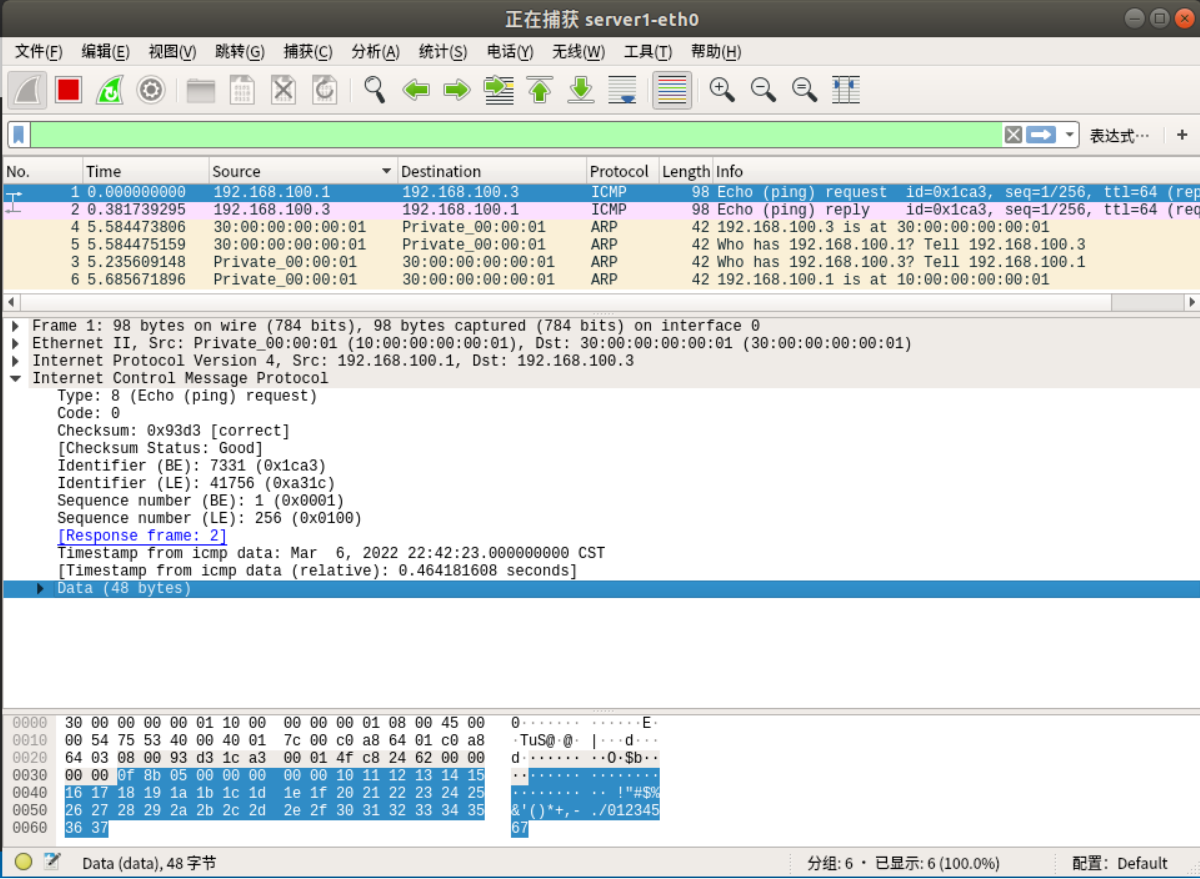 正在捕获 server1-eth0
文件(F) 编辑(E) 视图(V) 跳转(G) 捕获(C) 分析(A) 统计(S) 电话(Y) 无线(W) 工具(T) 帮助(H)
表达式… +
No. Time Source Destination Protocol Length Info
1 0.000000000 192.168.100.1 192.168.100.3 ICMP 98 Echo (ping) request id=0x1ca3, seq=1/256, ttl=64 (rep
2 0.381739295 192.168.100.3 192.168.100.1 ICMP 98 Echo (ping) reply id=0x1ca3, seq=1/256, ttl=64 (req
4 5.584473806 30:00:00:00:00:01 Private_00:00:01 ARP 42 192.168.100.3 is at 30:00:00:00:00:01
5 5.584475159 30:00:00:00:00:01 Private_00:00:01 ARP 42 Who has 192.168.100.1? Tell 192.168.100.3
3 5.235609148 Private_00:00:01 30:00:00:00:00:01 ARP 42 Who has 192.168.100.3? Tell 192.168.100.1
6 5.685671896 Private_00:00:01 30:00:00:00:00:01 ARP 42 192.168.100.1 is at 10:00:00:00:00:01
Frame 1: 98 bytes on wire (784 bits), 98 bytes captured (784 bits) on interface 0
Ethernet II, Src: Private_00:00:01 (10:00:00:00:00:01), Dst: 30:00:00:00:00:01 (30:00:00:00:00:01)
Internet Protocol Version 4, Src: 192.168.100.1, Dst: 192.168.100.3
Internet Control Message Protocol
Type: 8 (Echo (ping) request)
Code: 0
Checksum: 0x93d3 [correct]
[Checksum Status: Good]
Identifier (BE): 7331 (0x1ca3)
Identifier (LE): 41756 (0xa31c)
Sequence number (BE): 1 (0x0001)
Sequence number (LE): 256 (0x0100)
[Response frame: 2]
Timestamp from icmp data: Mar  6, 2022 22:42:23.000000000 CST
[Timestamp from icmp data (relative): 0.464181608 seconds]
Data (48 bytes)
0000 30 00 00 00 00 01 10 00 00 00 00 01 08 00 45 00 0······· ······E·
0010 00 54 75 53 40 00 40 01 7c 00 c0 a8 64 01 c0 a8 ·TuS@·@· |···d···
0020 64 03 08 00 93 d3 1c a3 00 01 4f c8 24 62 00 00 d······· ··O·$b··
0030 00 00 0f 8b 05 00 00 00 00 00 10 11 12 13 14 15 ········ ········
0040 16 17 18 19 1a 1b 1c 1d 1e 1f 20 21 22 23 24 25 ········ ·· !"#$%
0050 26 27 28 29 2a 2b 2c 2d 2e 2f 30 31 32 33 34 35 &'()*+,- ./012345
0060 36 37 67
Data (data), 48 字节 分组: 6 · 已显示: 6 (100.0%) 配置: Default